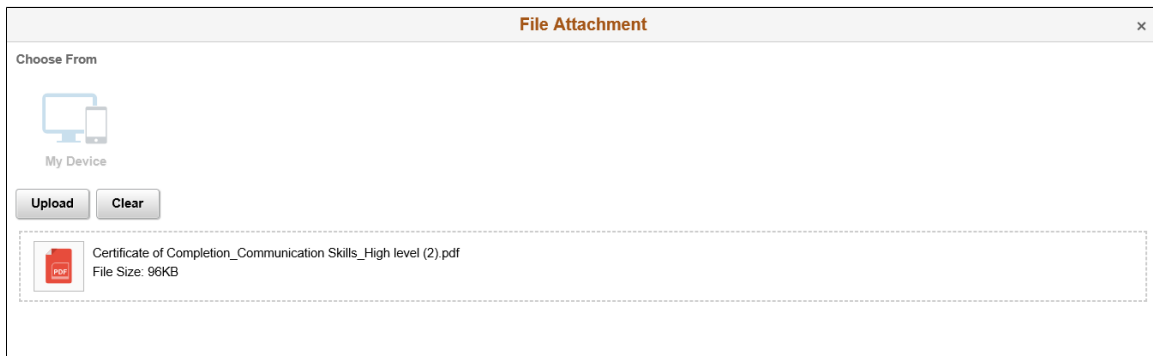 File Attachment
×
Choose From
My Device
Upload Clear
PDF
Certificate of Completion_Communication Skills_High level (2).pdf
File Size: 96KB